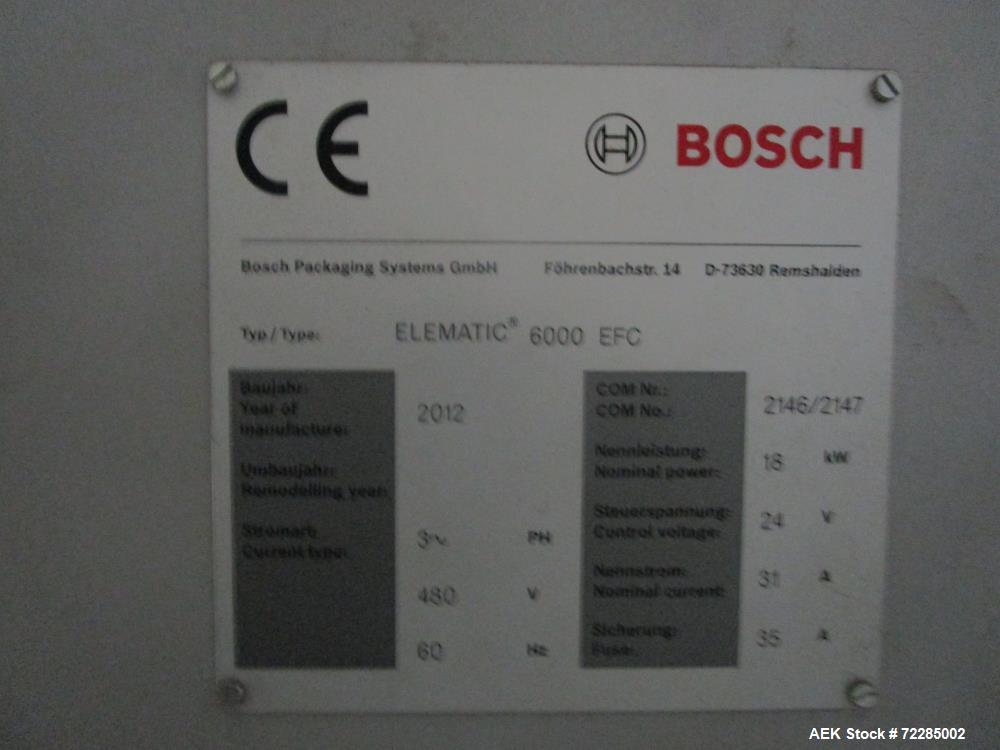 CE
BOSCH
Bosch Packaging Systems GmbH Föhrenbachstr. 14 D-73630 Remshalden
Typ / Type: ELEMATIC® 6000 EFC
Baujahr:
Year of
manufacture: 2012
Umbaujahr:
Remodelling year:
Stromart:
Current type: 3~ PH
480 V
60 Hz
COM Nr.:
COM No.: 2146/2147
Nennleistung:
Nominal power: 18 kW
Steuerspannung:
Control voltage: 24 V
Nennstrom:
Nominal current: 31 A
Sicherung:
Fuse: 35 A
AEK Stock # 72285002